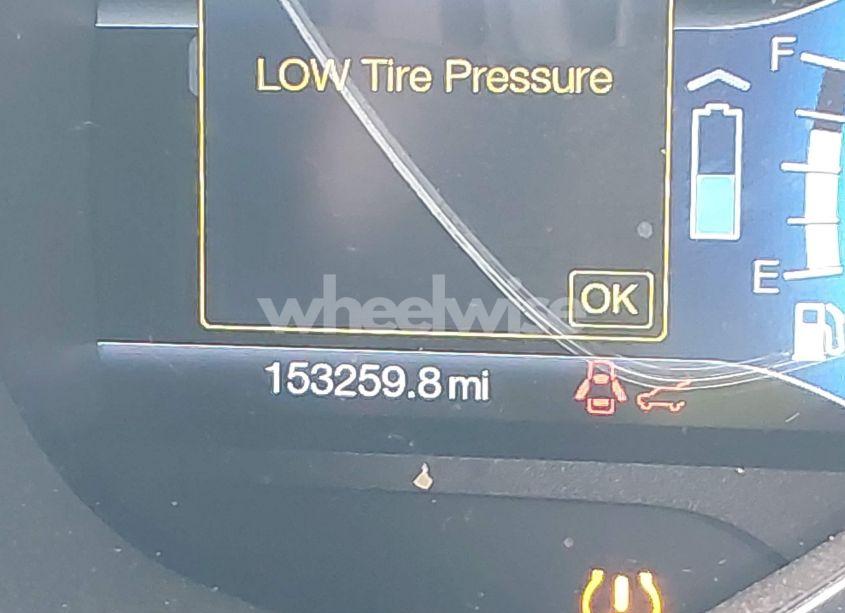 LOW Tire Pressure
F
E
OK
wheelwise
153259.8 mi